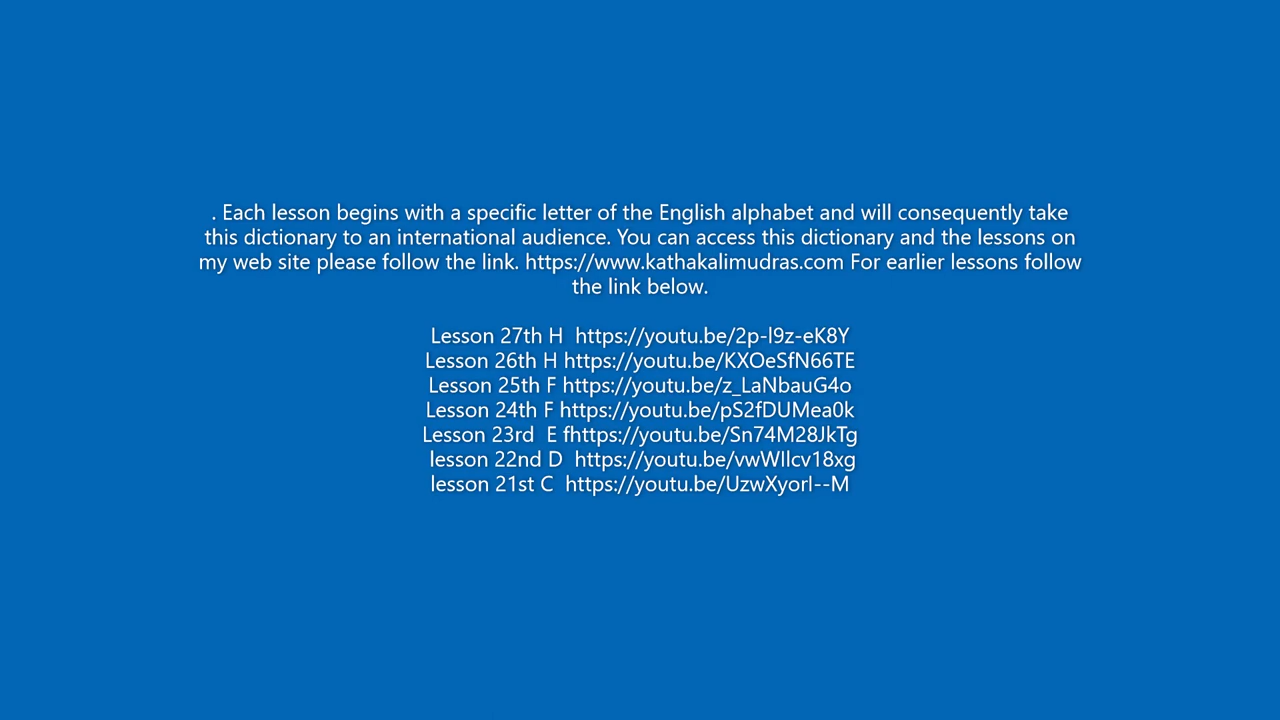 . Each lesson begins with a specific letter of the English alphabet and will consequently take
this dictionary to an international audience. You can access this dictionary and the lessons on
my web site please follow the link. https://www.kathakalimudras.com For earlier lessons follow
the link below.
Lesson 27th H  https://youtu.be/2p-l9z-eK8Y
Lesson 26th H https://youtu.be/KXOeSfN66TE
Lesson 25th F https://youtu.be/z_LaNbauG4o
Lesson 24th F https://youtu.be/pS2fDUMea0k
Lesson 23rd  E fhttps://youtu.be/Sn74M28JkTg
lesson 22nd D  https://youtu.be/vwWIlcv18xg
lesson 21st C  https://youtu.be/UzwXyorI--M